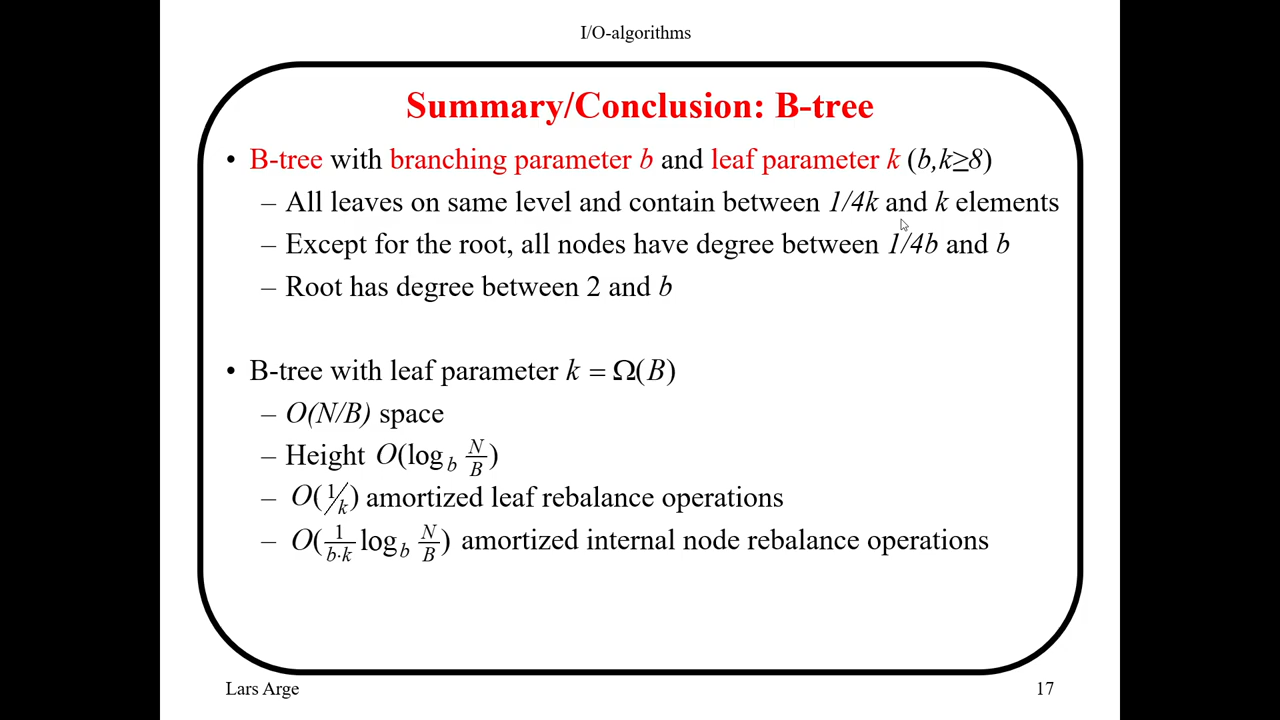 I/O-algorithms
Summary/Conclusion: B-tree
• B-tree with branching parameter b and leaf parameter k (b,k≥8)
– All leaves on same level and contain between 1/4k and k elements
– Except for the root, all nodes have degree between 1/4b and b
– Root has degree between 2 and b
• B-tree with leaf parameter k = Ω(B)
– O(N/B) space
– Height O(log_b N/B)
– O(1/k) amortized leaf rebalance operations
– O(1/(b·k) log_b N/B) amortized internal node rebalance operations
Lars Arge
17